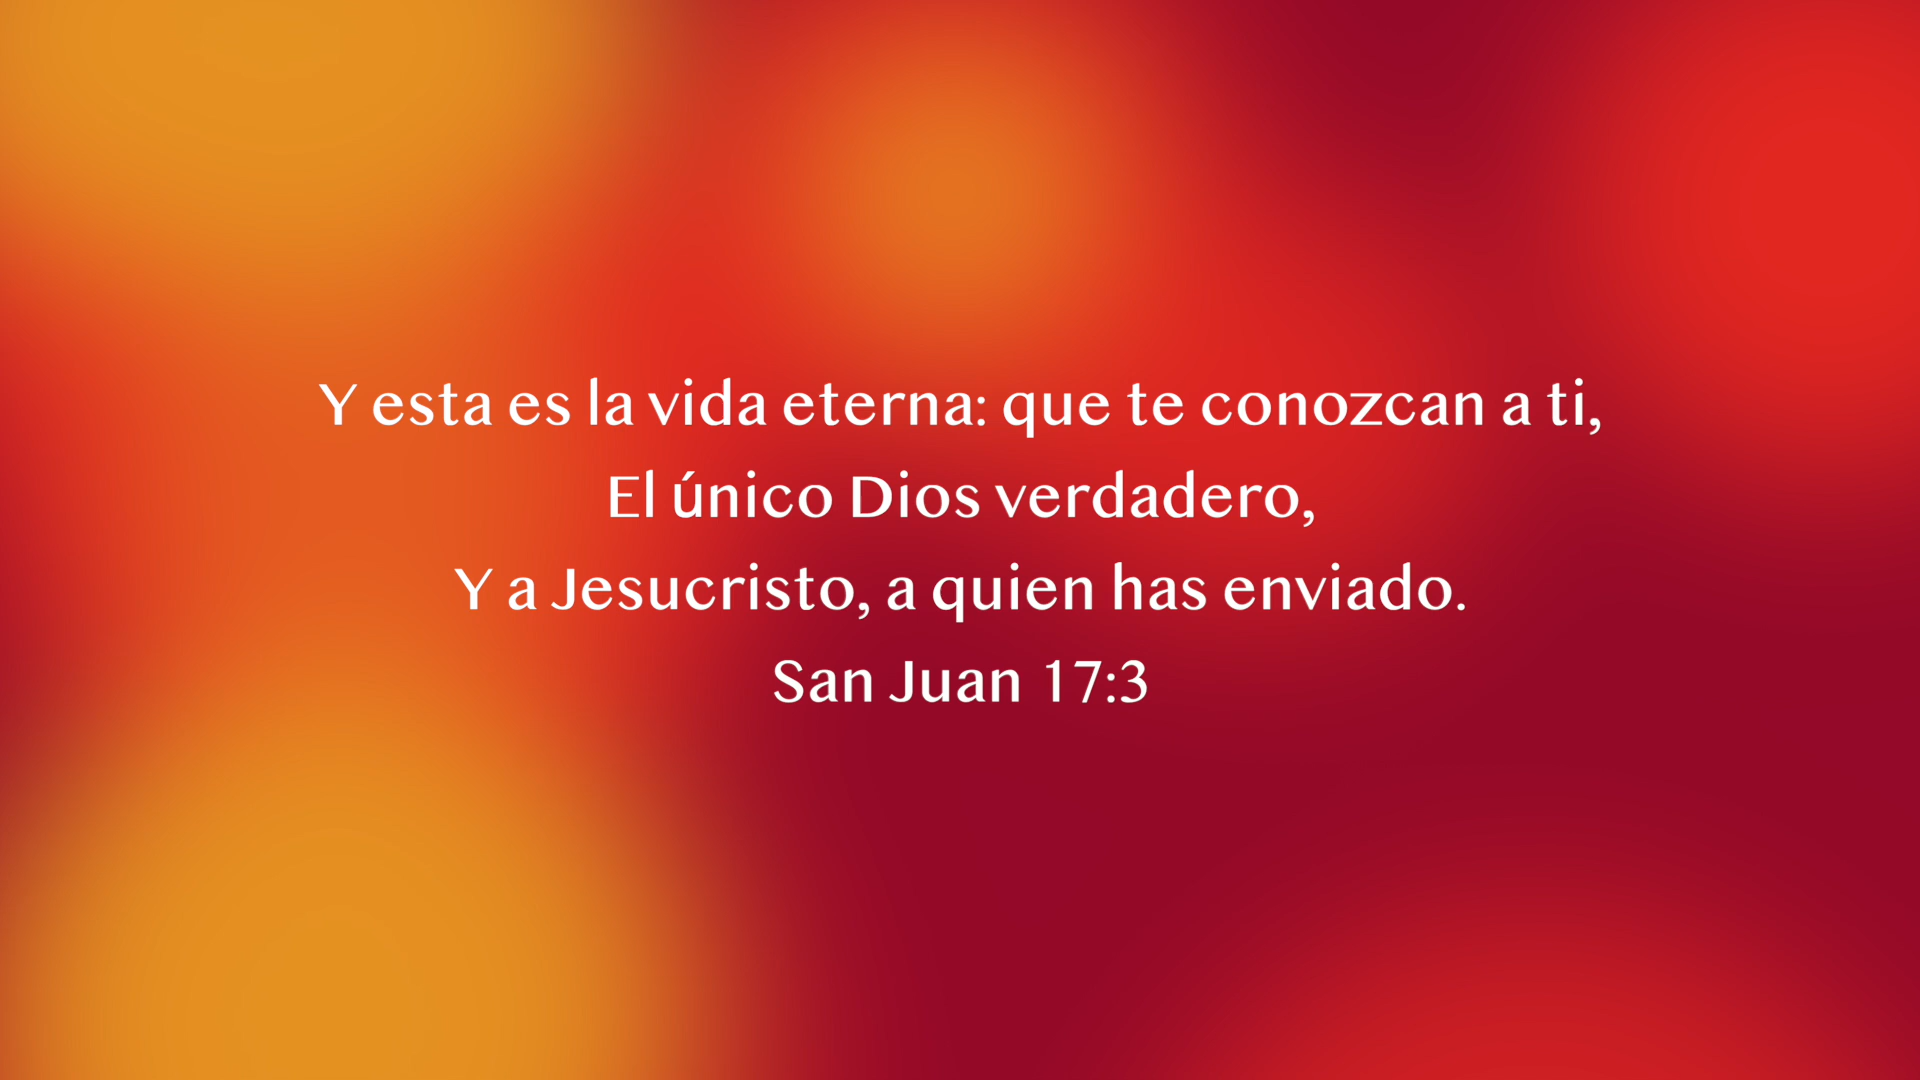 Y esta es la vida eterna: que te conozcan a ti,
El único Dios verdadero,
Y a Jesucristo, a quien has enviado.
San Juan 17:3